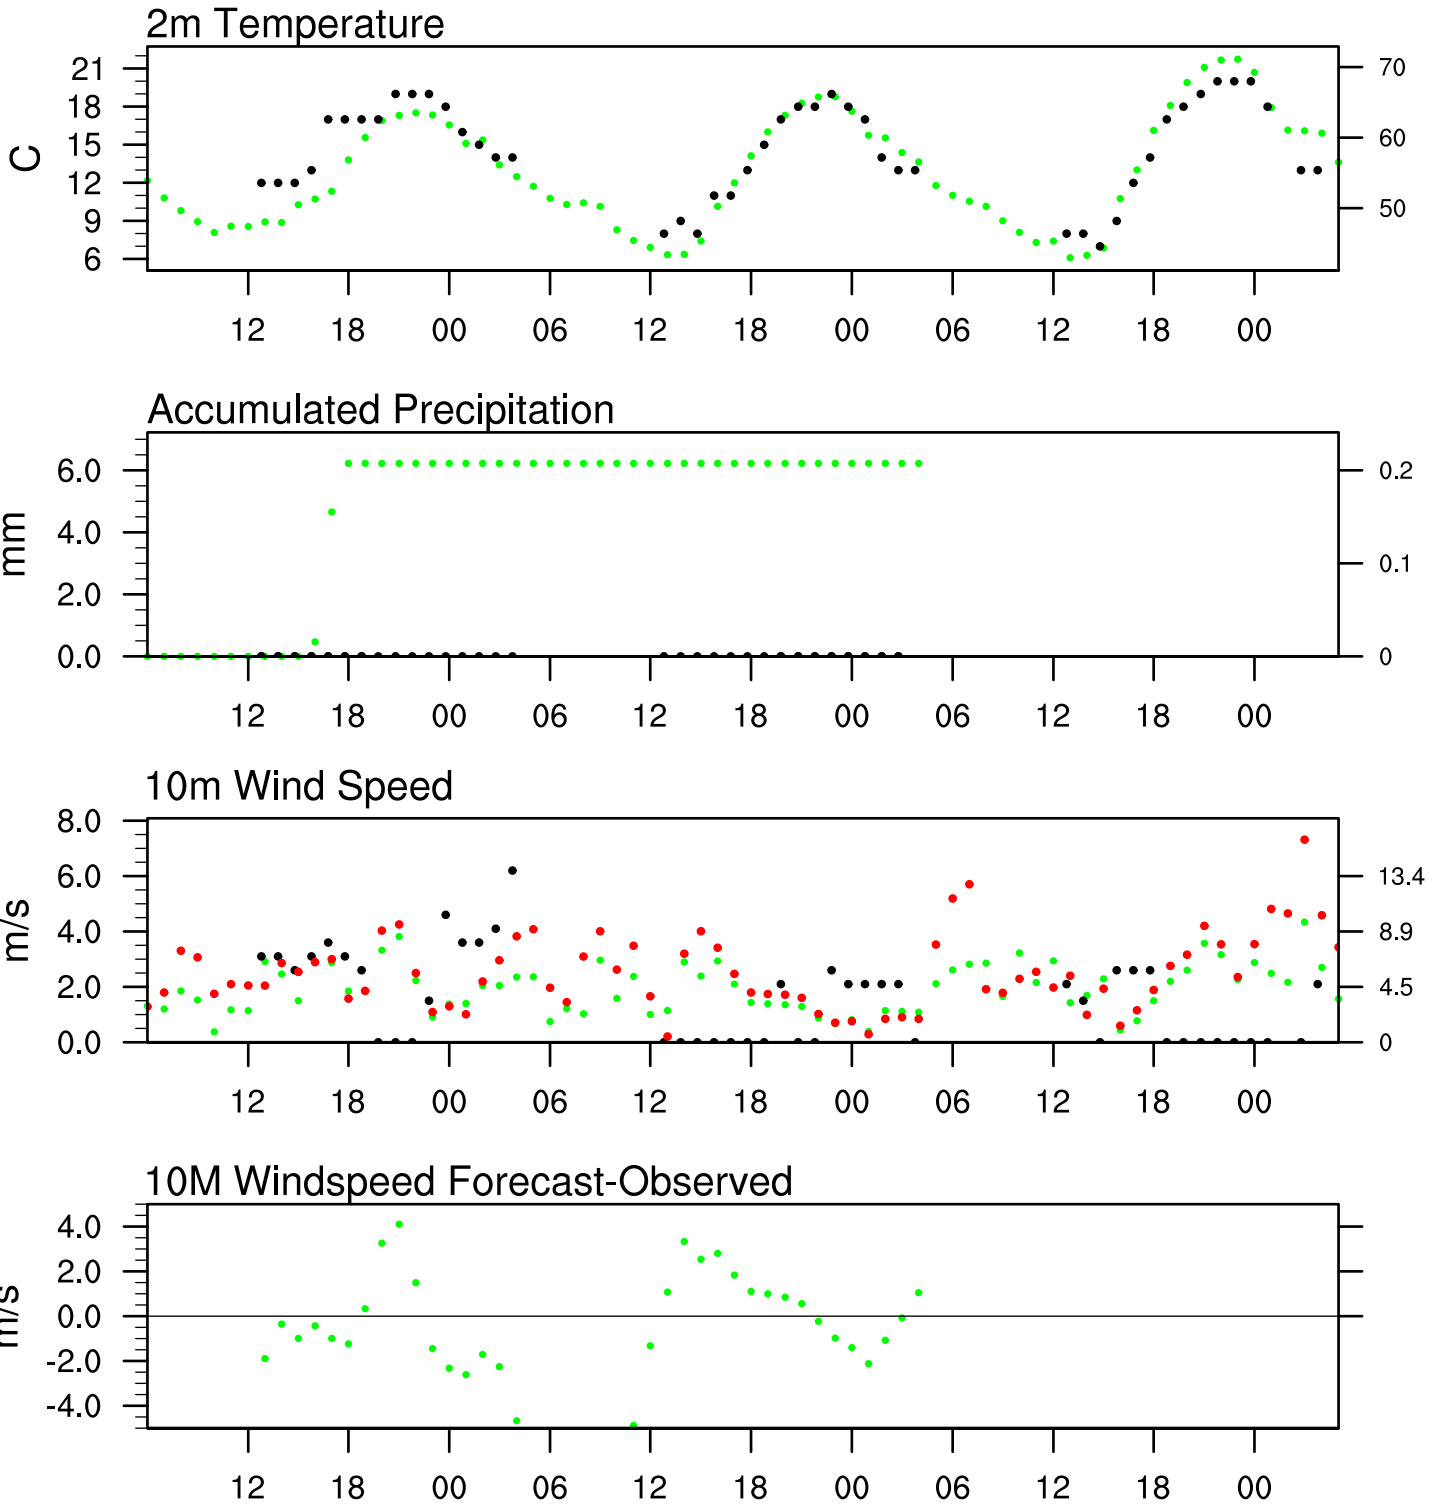 2m Temperature
C
21
18
15
12
9
6
70
60
50
12 18 00 06 12 18 00 06 12 18 00
Accumulated Precipitation
mm
6.0
4.0
2.0
0.0
0.2
0.1
0
12 18 00 06 12 18 00 06 12 18 00
10m Wind Speed
m/s
8.0
6.0
4.0
2.0
0.0
13.4
8.9
4.5
0
12 18 00 06 12 18 00 06 12 18 00
10M Windspeed Forecast-Observed
m/s
4.0
2.0
0.0
-2.0
-4.0
12 18 00 06 12 18 00 06 12 18 00